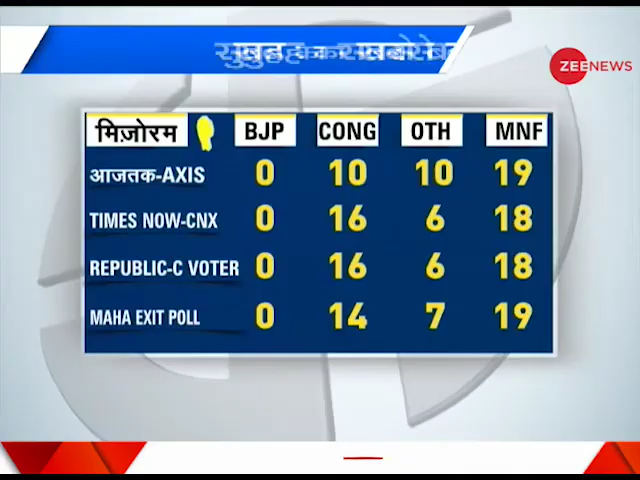 ZEENEWS
मिज़ोरम BJP CONG OTH MNF
आजतक-AXIS 0 10 10 19
TIMES NOW-CNX 0 16 6 18
REPUBLIC-C VOTER 0 16 6 18
MAHA EXIT POLL 0 14 7 19